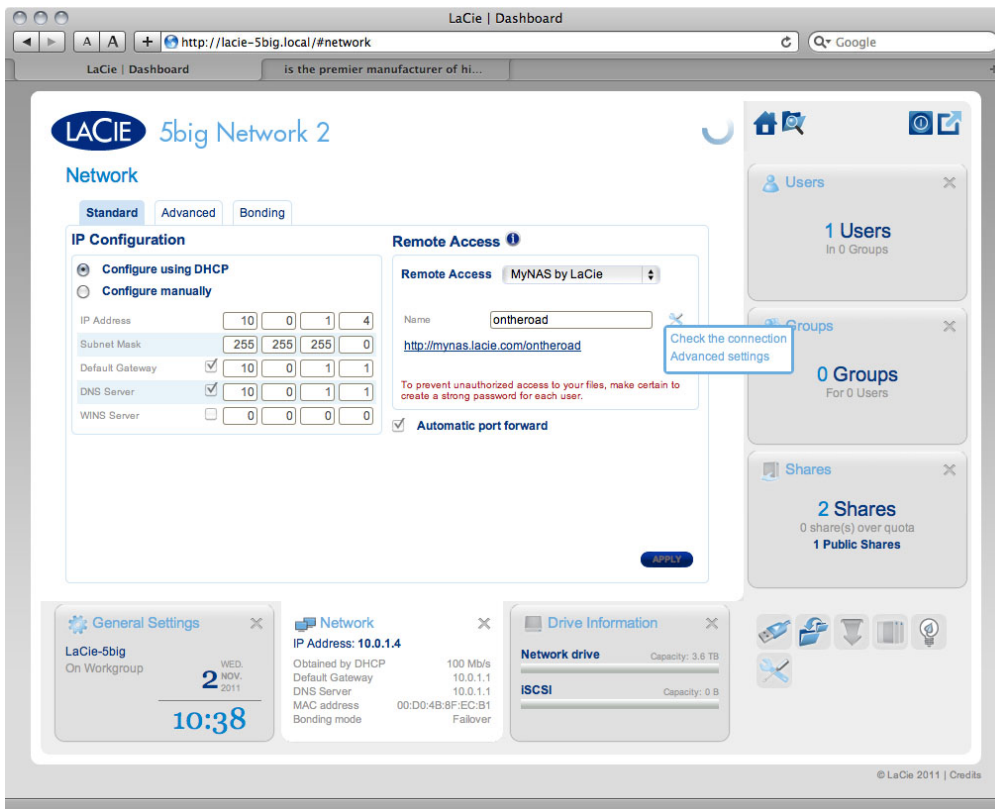 LaCie | Dashboard
A A + http://lacie-5big.local/#network Google
LaCie | Dashboard
is the premier manufacturer of hi...
LACIE 5big Network 2
Network
Standard Advanced Bonding
IP Configuration
Configure using DHCP
Configure manually
IP Address 10 0 1 4
Subnet Mask 255 255 255 0
Default Gateway 10 0 1 1
DNS Server 10 0 1 1
WINS Server 0 0 0 0
Remote Access
Remote Access MyNAS by LaCie
Name ontheroad
http://mynas.lacie.com/ontheroad
To prevent unauthorized access to your files, make certain to
create a strong password for each user.
Automatic port forward
Check the connection
Advanced settings
APPLY
Users
1 Users
In 0 Groups
Groups
0 Groups
For 0 Users
Shares
2 Shares
0 share(s) over quota
1 Public Shares
General Settings
LaCie-5big
On Workgroup
WED.
2 NOV.
2011
10:38
Network
IP Address: 10.0.1.4
Obtained by DHCP 100 Mb/s
Default Gateway 10.0.1.1
DNS Server 10.0.1.1
MAC address 00:D0:4B:8F:EC:B1
Bonding mode Failover
Drive Information
Network drive Capacity: 3.6 TB
iSCSI Capacity: 0 B
© LaCie 2011 | Credits